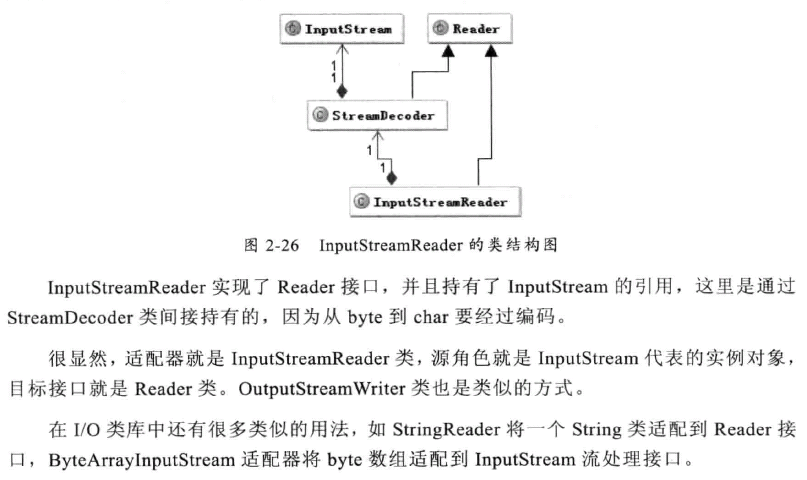 InputStream Reader
1
1
StreamDecoder
1
1
InputStreamReader
图 2-26 InputStreamReader 的类结构图
InputStreamReader 实现了 Reader 接口，并且持有了 InputStream 的引用，这里是通过
StreamDecoder 类间接持有的，因为从 byte 到 char 要经过编码。
很显然，适配器就是 InputStreamReader 类，源角色就是 InputStream 代表的实例对象，
目标接口就是 Reader 类。OutputStreamWriter 类也是类似的方式。
在 I/O 类库中还有很多类似的用法，如 StringReader 将一个 String 类适配到 Reader 接
口，ByteArrayInputStream 适配器将 byte 数组适配到 InputStream 流处理接口。